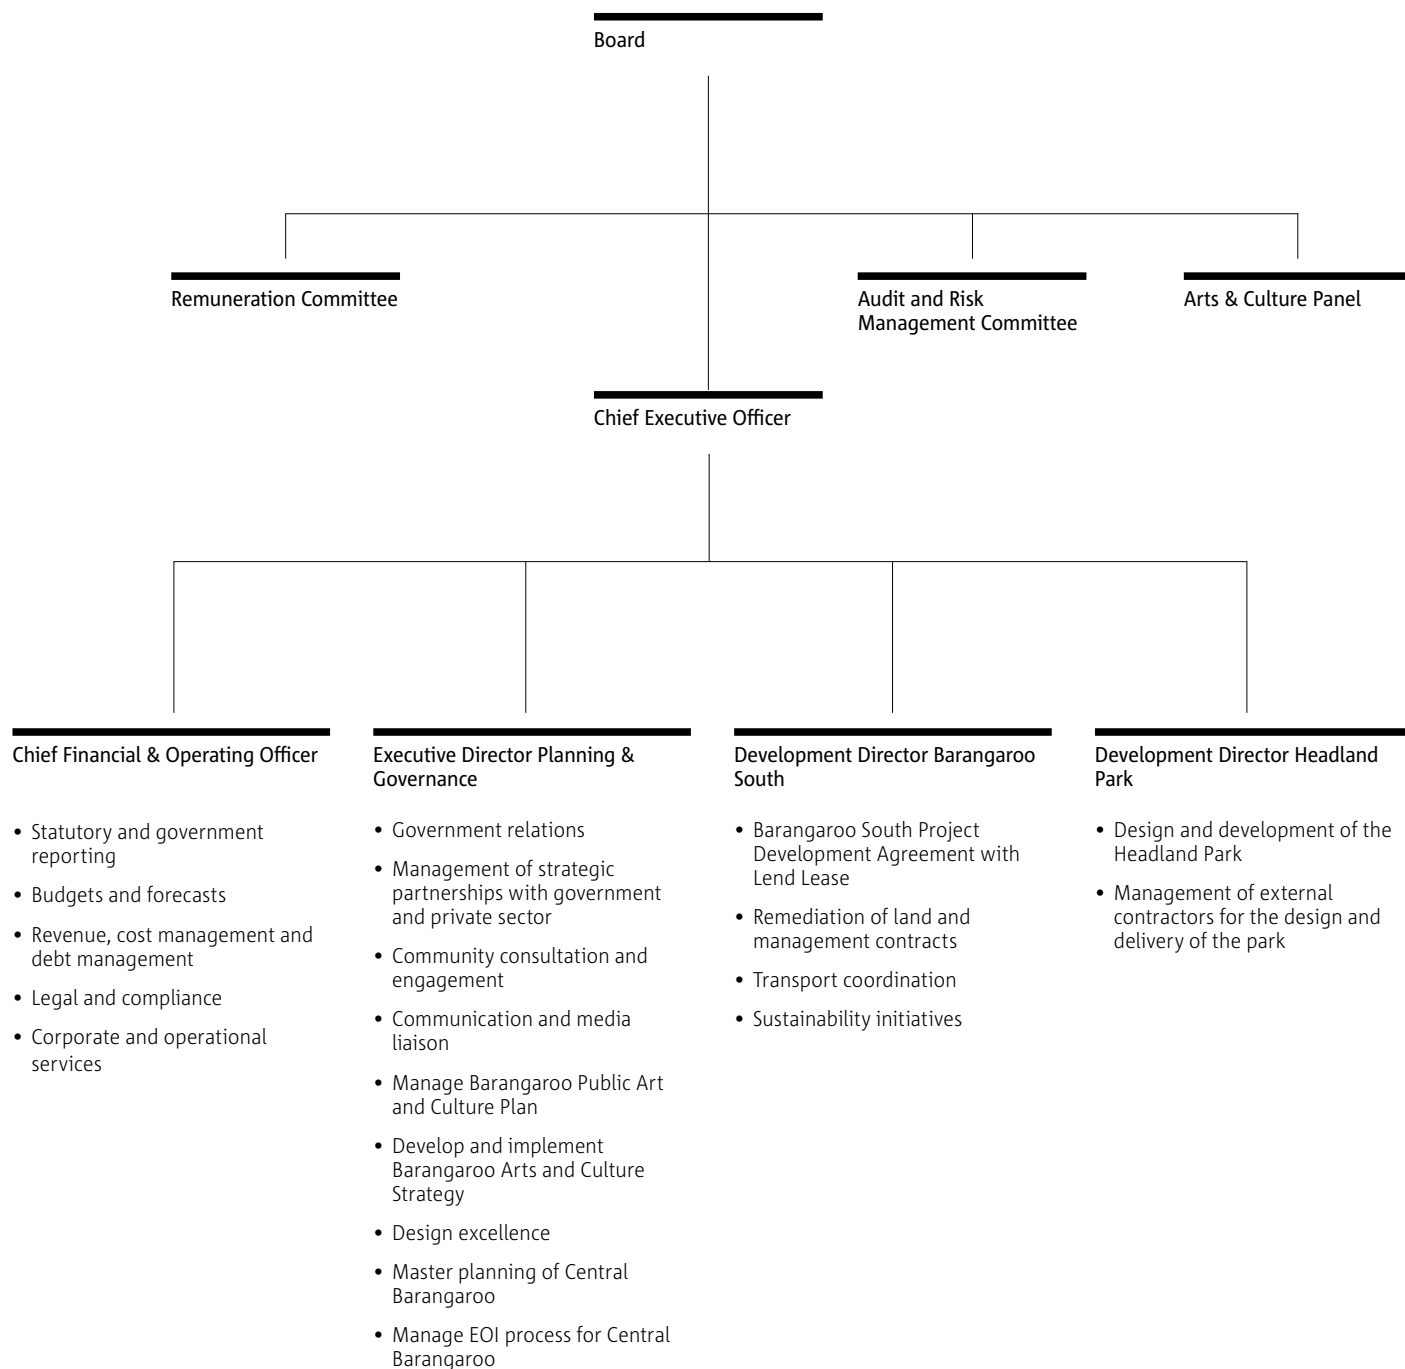 Board
Remuneration Committee
Audit and Risk
Management Committee
Arts & Culture Panel
Chief Executive Officer
Chief Financial & Operating Officer
• Statutory and government
reporting
• Budgets and forecasts
• Revenue, cost management and
debt management
• Legal and compliance
• Corporate and operational
services
Executive Director Planning &
Governance
• Government relations
• Management of strategic
partnerships with government
and private sector
• Community consultation and
engagement
• Communication and media
liaison
• Manage Barangaroo Public Art
and Culture Plan
• Develop and implement
Barangaroo Arts and Culture
Strategy
• Design excellence
• Master planning of Central
Barangaroo
• Manage EOI process for Central
Barangaroo
Development Director Barangaroo
South
• Barangaroo South Project
Development Agreement with
Lend Lease
• Remediation of land and
management contracts
• Transport coordination
• Sustainability initiatives
Development Director Headland
Park
• Design and development of the
Headland Park
• Management of external
contractors for the design and
delivery of the park